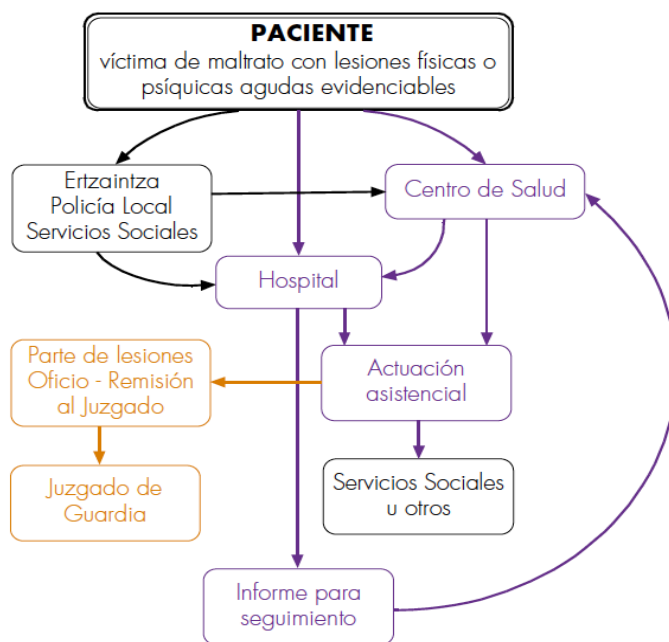 PACIENTE
víctima de maltrato con lesiones físicas o
psíquicas agudas evidenciables
Ertzaintza
Policía Local
Servicios Sociales
Centro de Salud
Hospital
Parte de lesiones
Oficio - Remisión
al Juzgado
Actuación
asistencial
Juzgado de
Guardia
Servicios Sociales
u otros
Informe para
seguimiento